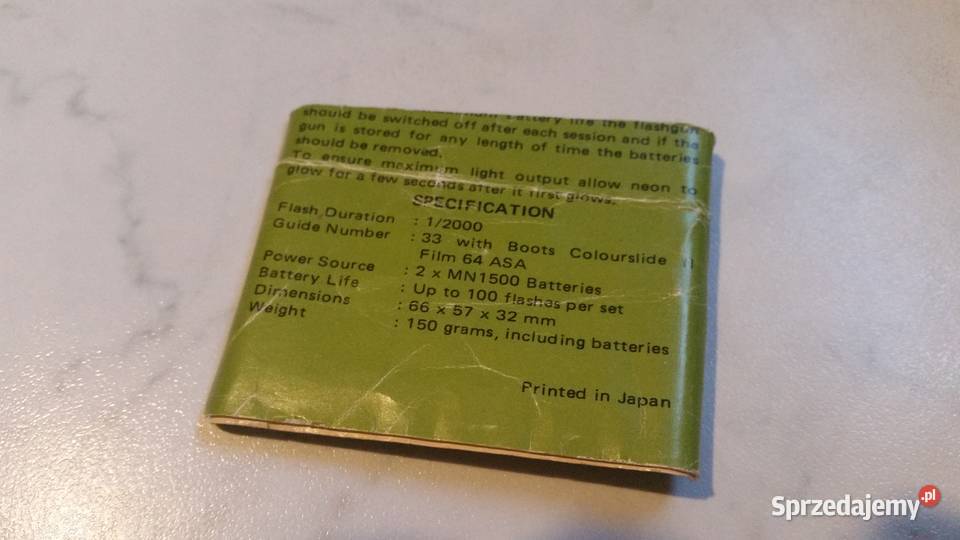 battery life the flashgun
should be switched off after each session and if the
gun is stored for any length of time the batteries
should be removed.
To ensure maximum light output allow neon to
glow for a few seconds after it first glows.
SPECIFICATION
Flash Duration : 1/2000
Guide Number : 33 with Boots Colourslide
Film 64 ASA
Power Source : 2 x MN1500 Batteries
Battery Life : Up to 100 flashes per set
Dimensions : 66 x 57 x 32 mm
Weight : 150 grams, including batteries
Printed in Japan
Sprzedajemy.pl